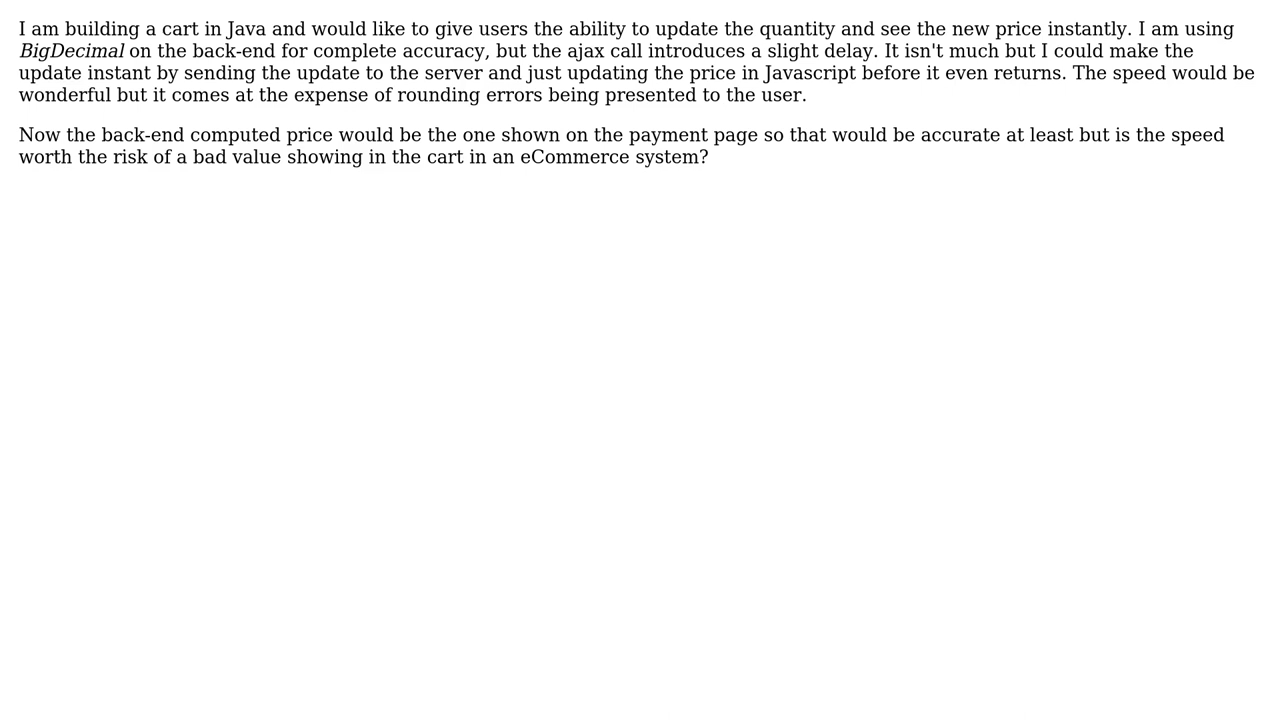 I am building a cart in Java and would like to give users the ability to update the quantity and see the new price instantly. I am using
BigDecimal on the back-end for complete accuracy, but the ajax call introduces a slight delay. It isn't much but I could make the
update instant by sending the update to the server and just updating the price in Javascript before it even returns. The speed would be
wonderful but it comes at the expense of rounding errors being presented to the user.
Now the back-end computed price would be the one shown on the payment page so that would be accurate at least but is the speed
worth the risk of a bad value showing in the cart in an eCommerce system?